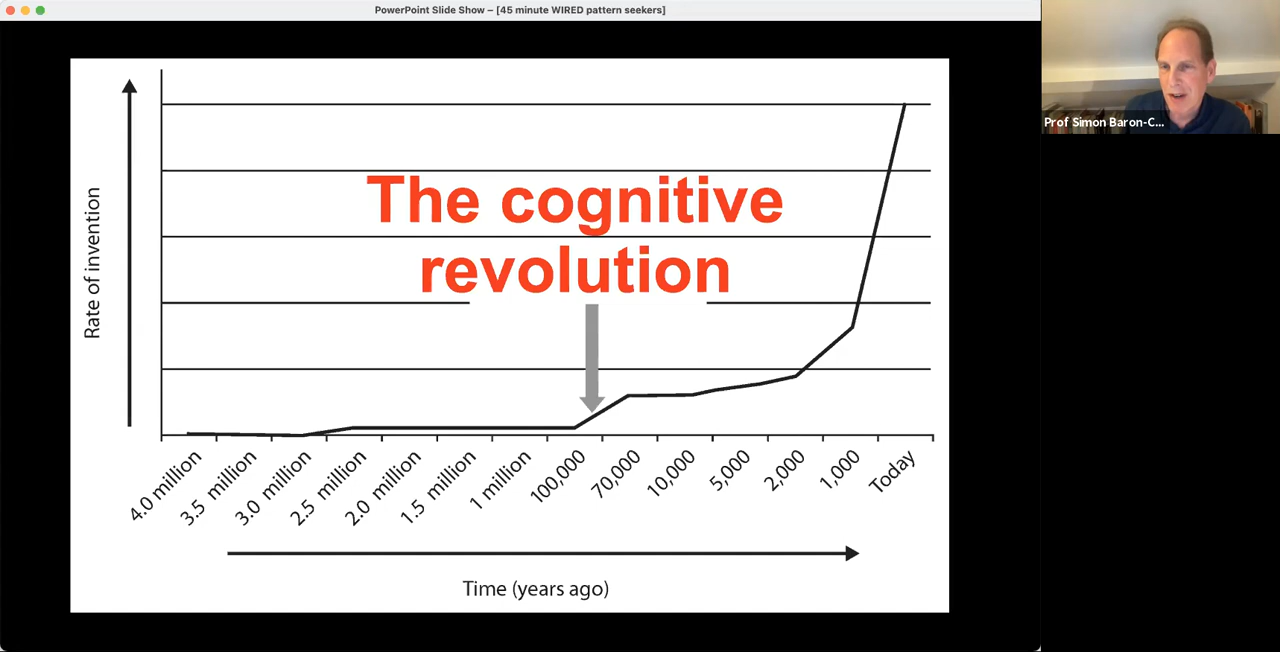 PowerPoint Slide Show – [45 minute WIRED pattern seekers]
Prof Simon Baron-C...
The cognitive
revolution
Rate of invention
4.0 million
3.5 million
3.0 million
2.5 million
2.0 million
1.5 million
1 million
100,000
70,000
10,000
5,000
2,000
1,000
Today
Time (years ago)